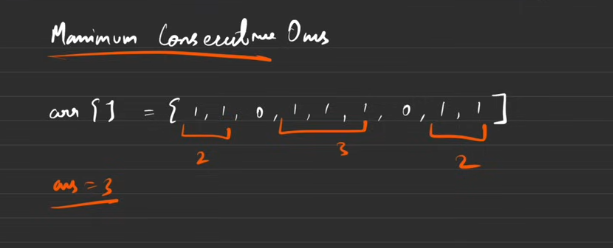 Maximum Consecutive Ones
arr [ ] = { 1, 1, 0, 1, 1, 1, 0, 1, 1 ]
2 3 2
ans = 3